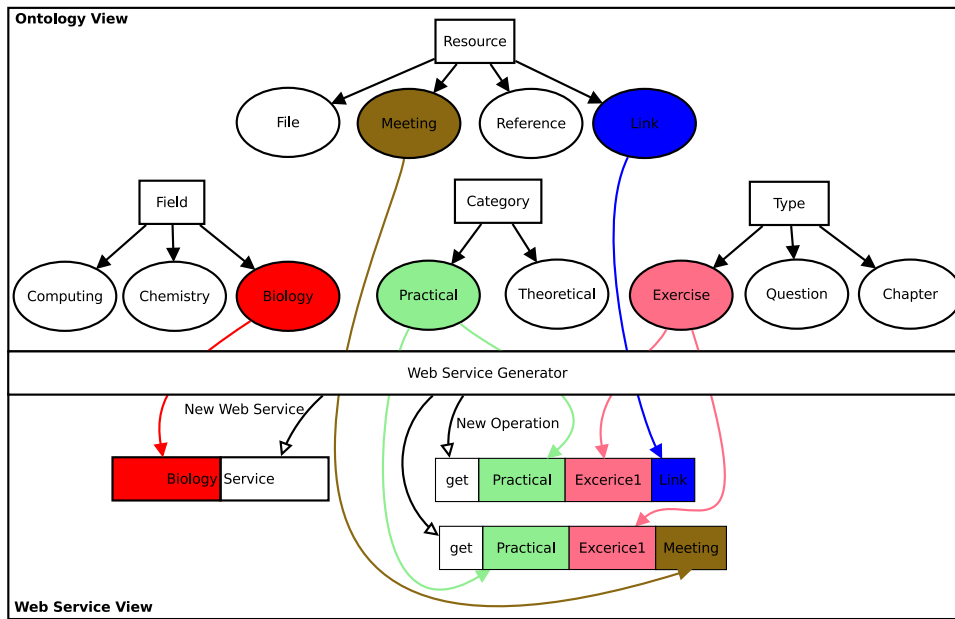 Ontology View
Resource
File
Meeting
Reference
Link
Field
Category
Type
Computing
Chemistry
Biology
Practical
Theoretical
Exercise
Question
Chapter
Web Service Generator
New Web Service
New Operation
Biology Service
get Practical Excerice1 Link
get Practical Excerice1 Meeting
Web Service View